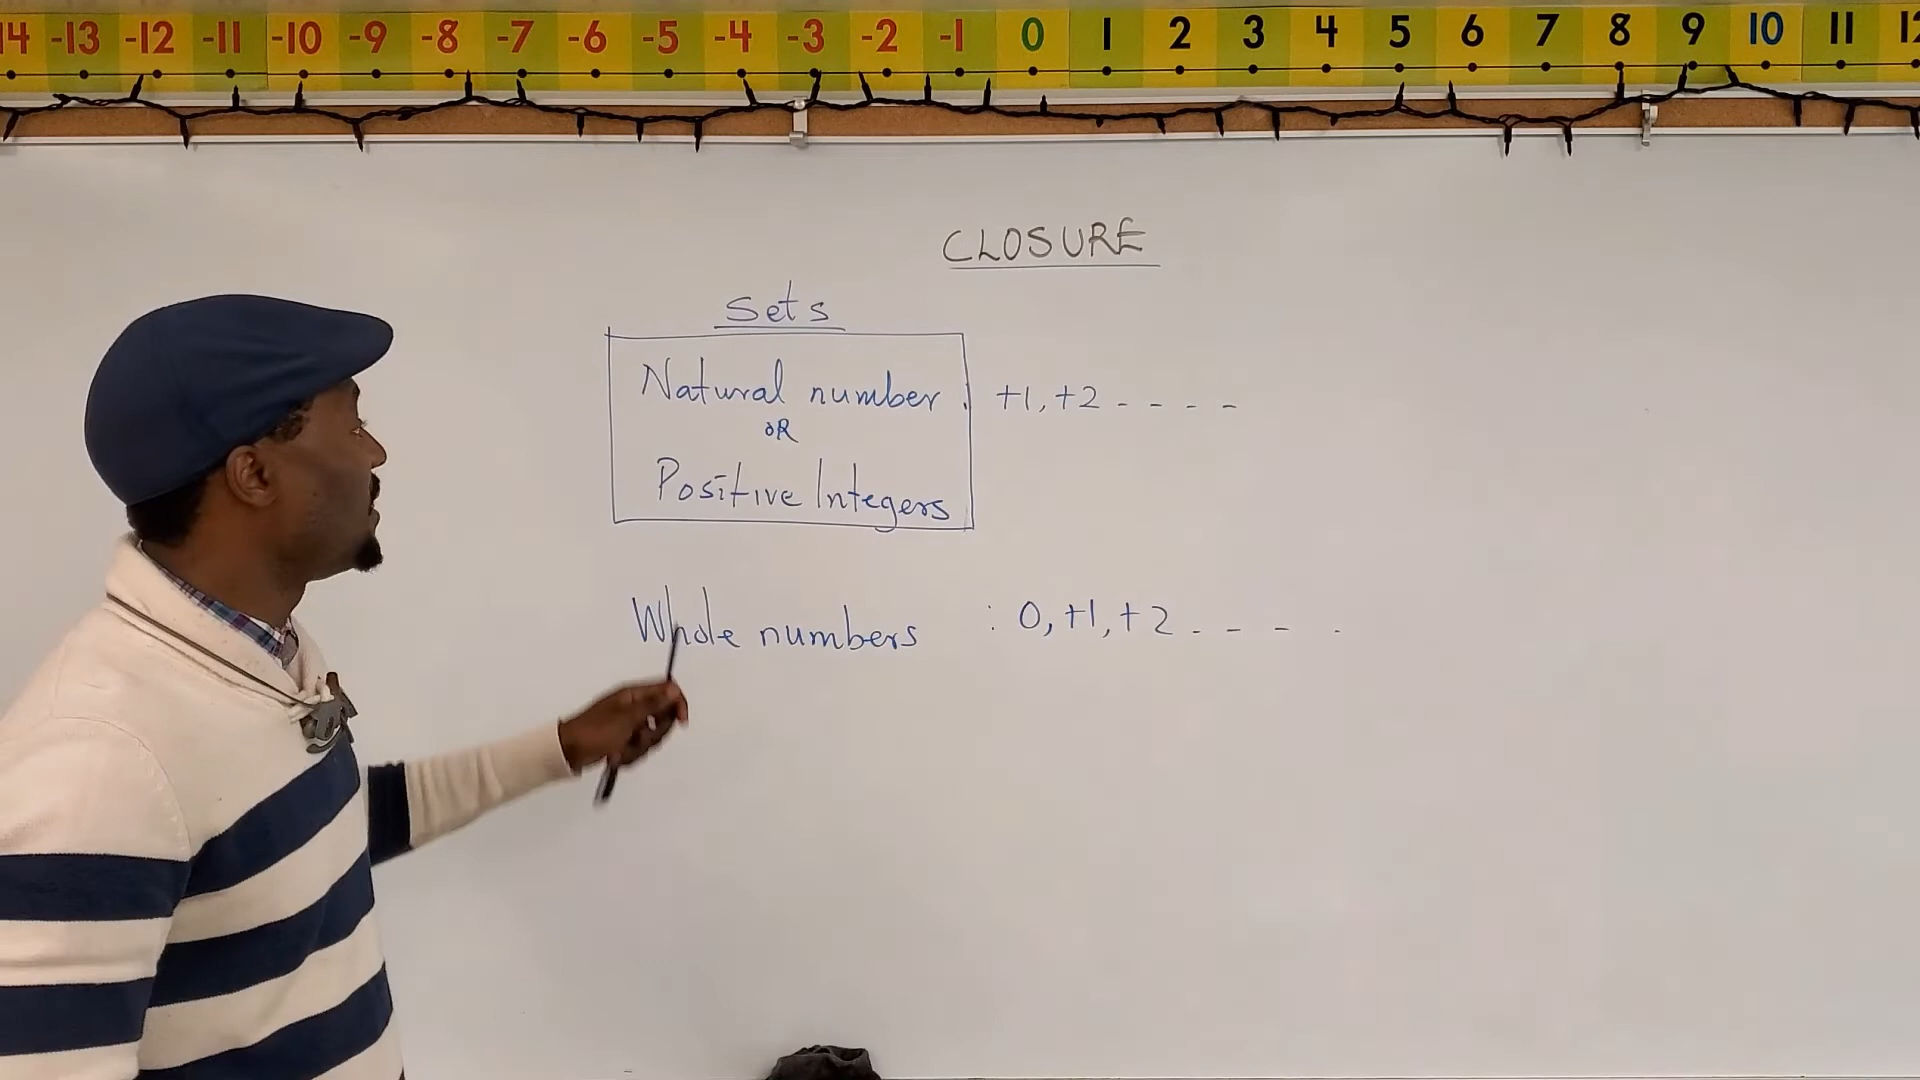 14 -13 -12 -11 -10 -9 -8 -7 -6 -5 -4 -3 -2 -1 0 1 2 3 4 5 6 7 8 9 10 11 12
CLOSURE
Sets
Natural number : +1, +2 - - - -
OR
Positive Integers
Whole numbers : 0, +1, +2 - - - -